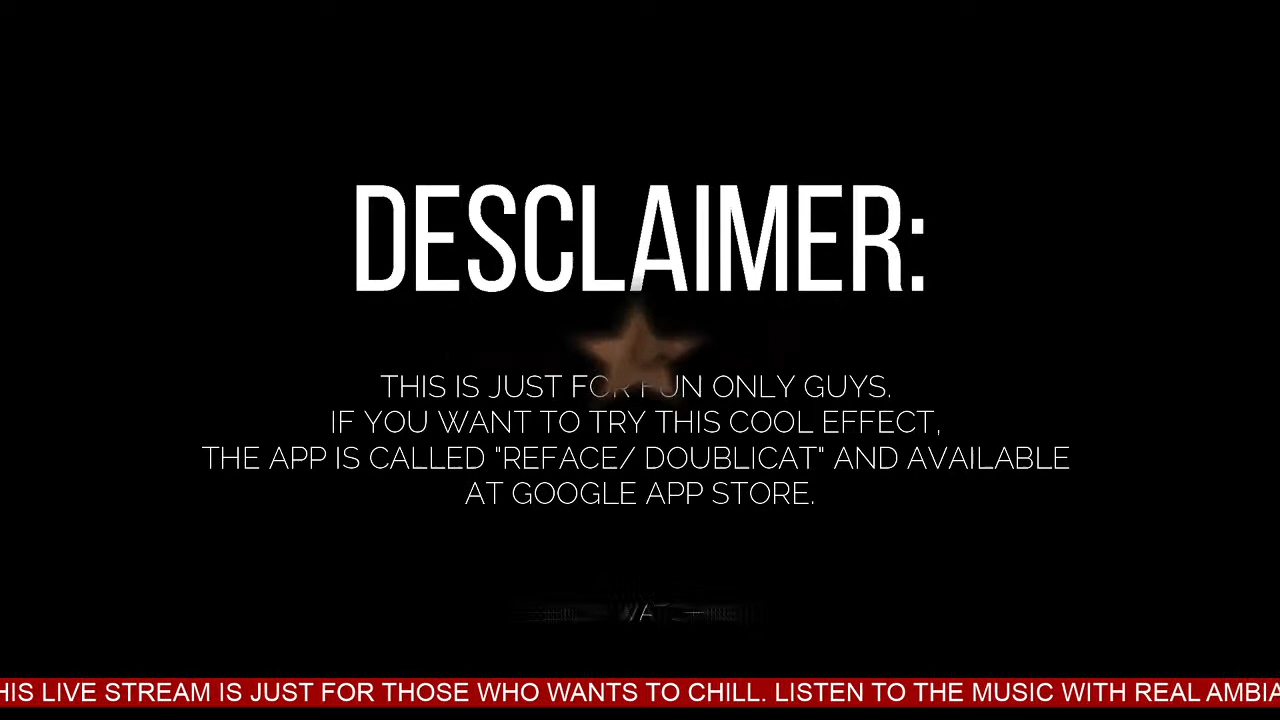 DESCLAIMER:
THIS IS JUST FOR FUN ONLY GUYS.
IF YOU WANT TO TRY THIS COOL EFFECT,
THE APP IS CALLED "REFACE/ DOUBLICAT" AND AVAILABLE
AT GOOGLE APP STORE.
HIS LIVE STREAM IS JUST FOR THOSE WHO WANTS TO CHILL. LISTEN TO THE MUSIC WITH REAL AMBIA